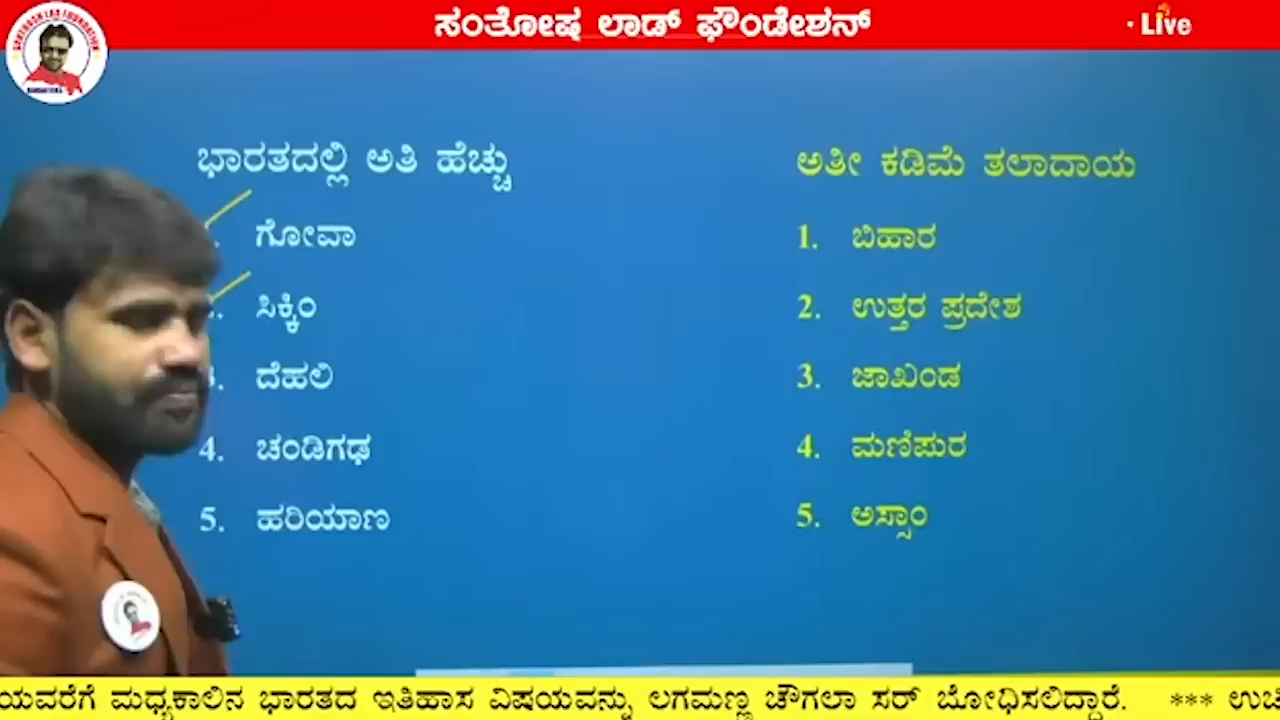 ಸಂತೋಷ ಲಾಡ್ ಫೌಂಡೇಶನ್
Live
ಭಾರತದಲ್ಲಿ ಅತಿ ಹೆಚ್ಚು
ಗೋವಾ
ಸಿಕ್ಕಿಂ
ದೆಹಲಿ
4. ಚಂಡಿಗಢ
5. ಹರಿಯಾಣ
ಅತೀ ಕಡಿಮೆ ತಲಾದಾಯ
1. ಬಿಹಾರ
2. ಉತ್ತರ ಪ್ರದೇಶ
3. ಜಾಖಂಡ
4. ಮಣಿಪುರ
5. ಅಸ್ಸಾಂ
ಯವರೆಗೆ ಮಧ್ಯಕಾಲಿನ ಭಾರತದ ಇತಿಹಾಸ ವಿಷಯವನ್ನು ಲಗಮಣ್ಣ ಚೌಗಲಾ ಸರ್ ಬೋಧಿಸಲಿದ್ದಾರೆ. ***